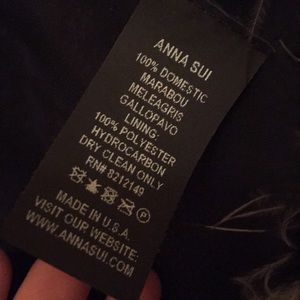 ANNA SUI
100% DOMESTIC
MARABOU
MELEAGRIS
GALLOPAVO
LINING:
100% POLYESTER
HYDROCARBON
DRY CLEAN ONLY
RN# 8212149
P
MADE IN U.S.A.
VISIT OUR WEBSITE:
WWW.ANNASUI.COM